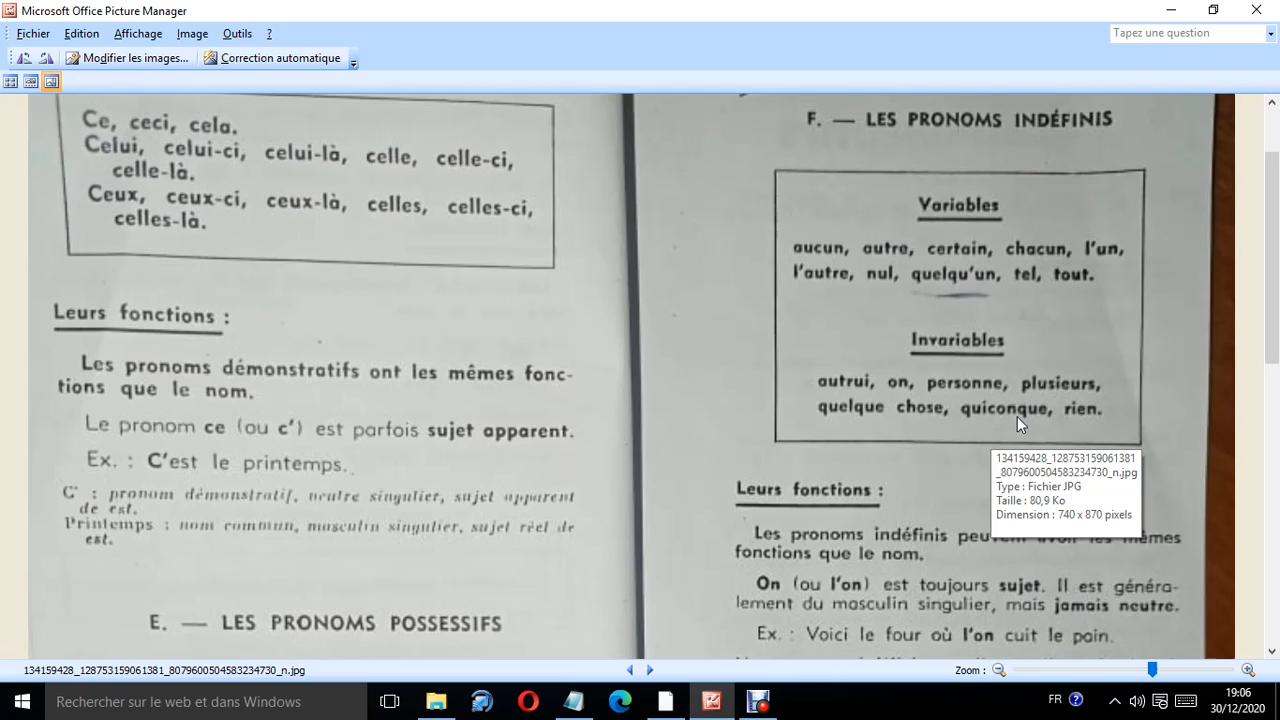 Microsoft Office Picture Manager
Fichier Edition Affichage Image Outils ?
Tapez une question
Modifier les images... Correction automatique
Ce, ceci, cela.
Celui, celui-ci, celui-là, celle, celle-ci,
celle-là.
Ceux, ceux-ci, ceux-là, celles, celles-ci,
celles-là.
Leurs fonctions :
Les pronoms démonstratifs ont les mêmes fonc-
tions que le nom.
Le pronom ce (ou c') est parfois sujet apparent.
Ex. : C'est le printemps.
C' : pronom démonstratif, neutre singulier, sujet apparent
de est.
Printemps : nom commun, masculin singulier, sujet réel de
est.
E. — LES PRONOMS POSSESSIFS
F. — LES PRONOMS INDÉFINIS
Variables
aucun, autre, certain, chacun, l'un,
l'autre, nul, quelqu'un, tel, tout.
Invariables
autrui, on, personne, plusieurs,
quelque chose, quiconque, rien.
134159428_128753159061381
_8079600504583234730_n.jpg
Type : Fichier JPG
Taille : 80,9 Ko
Dimension : 740 x 870 pixels
Leurs fonctions :
Les pronoms indéfinis peuvent avoir les mêmes
fonctions que le nom.
On (ou l'on) est toujours sujet. Il est généra-
lement du masculin singulier, mais jamais neutre.
Ex. : Voici le four où l'on cuit le pain.
134159428_128753159061381_8079600504583234730_n.jpg
Zoom :
Rechercher sur le web et dans Windows
FR
19:06
30/12/2020